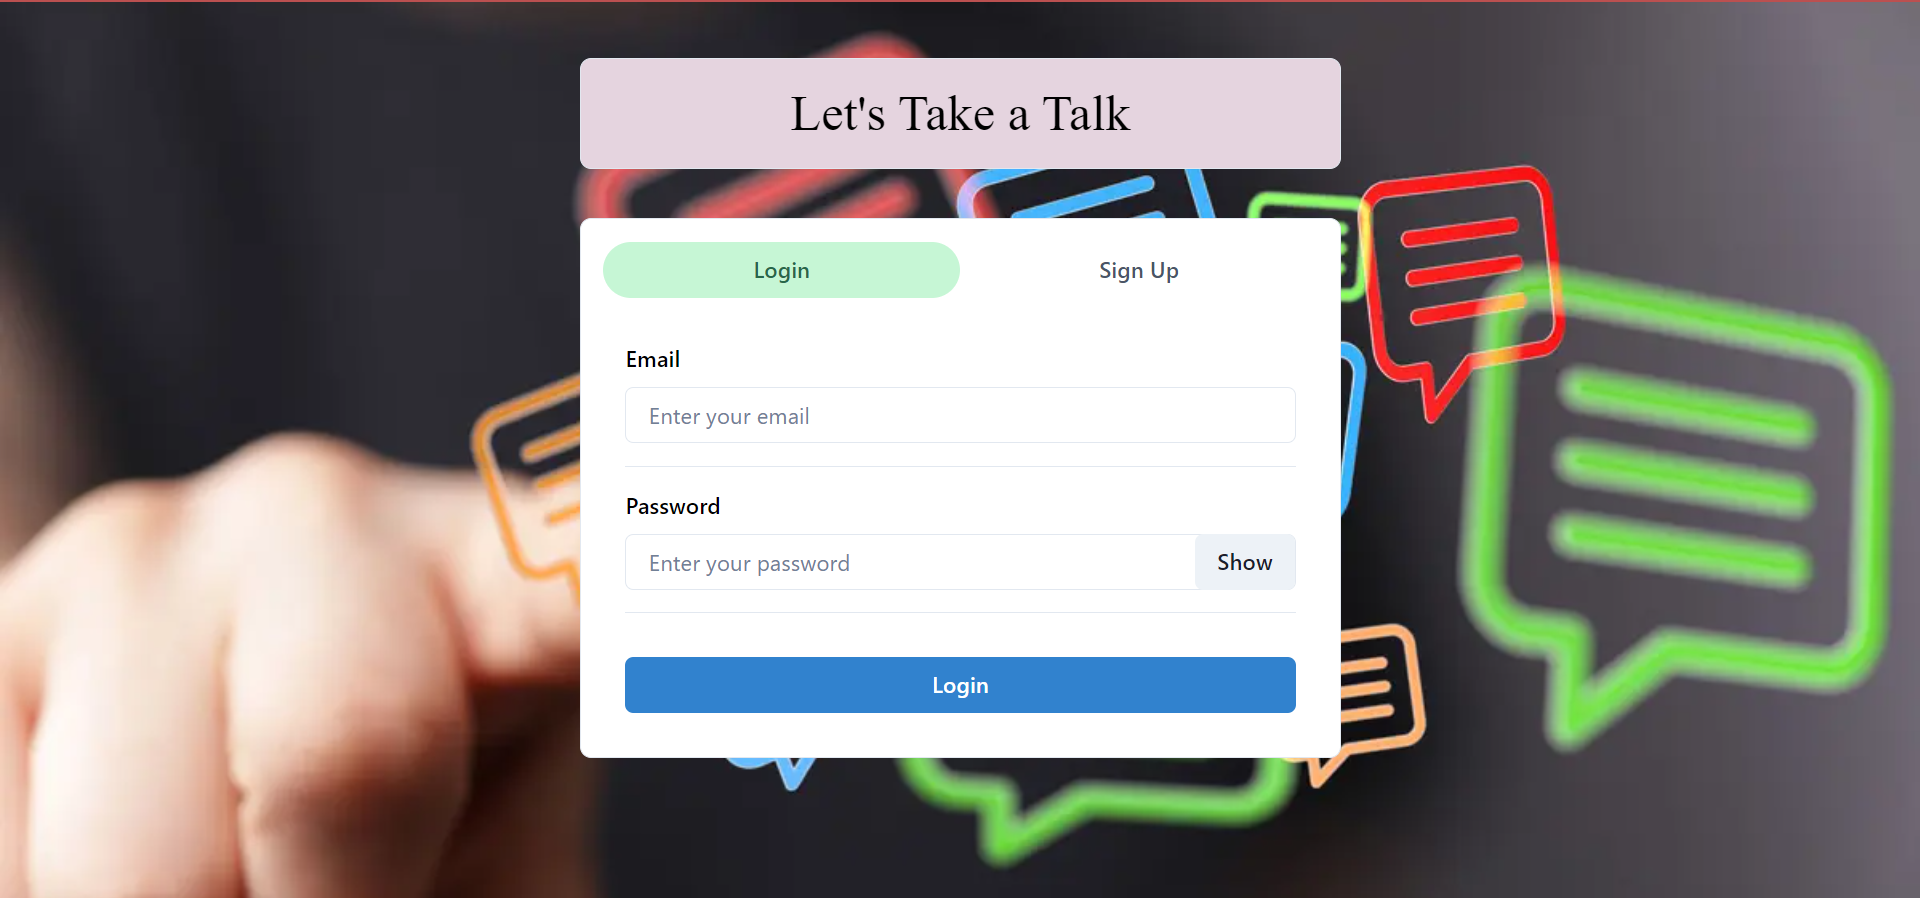 Let's Take a Talk
Login Sign Up
Email
Enter your email
Password
Enter your password Show
Login